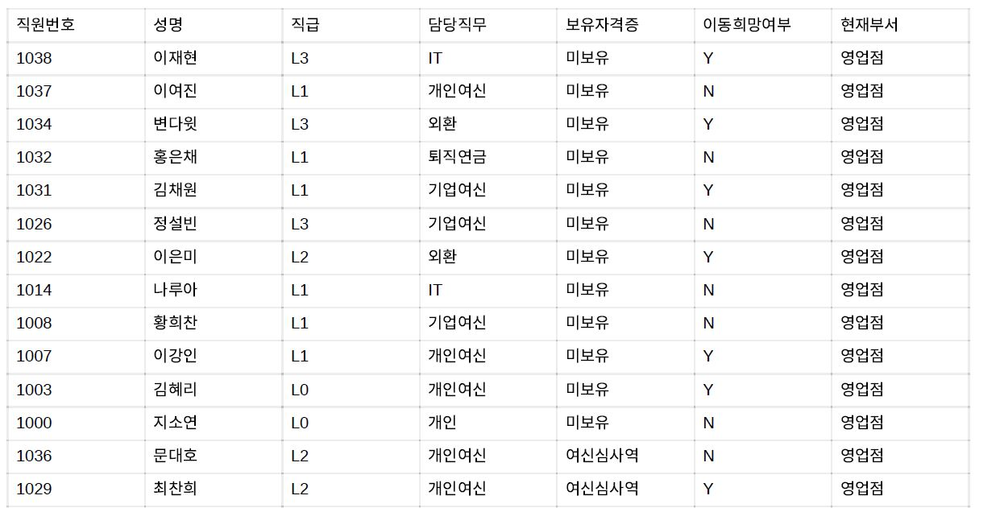 직원번호 성명 직급 담당직무 보유자격증 이동희망여부 현재부서
1038 이재현 L3 IT 미보유 Y 영업점
1037 이여진 L1 개인여신 미보유 N 영업점
1034 변다윗 L3 외환 미보유 Y 영업점
1032 홍은채 L1 퇴직연금 미보유 N 영업점
1031 김채원 L1 기업여신 미보유 Y 영업점
1026 정설빈 L3 기업여신 미보유 N 영업점
1022 이은미 L2 외환 미보유 Y 영업점
1014 나루아 L1 IT 미보유 N 영업점
1008 황희찬 L1 기업여신 미보유 N 영업점
1007 이강인 L1 개인여신 미보유 Y 영업점
1003 김혜리 L0 개인여신 미보유 Y 영업점
1000 지소연 L0 개인 미보유 N 영업점
1036 문대호 L2 개인여신 여신심사역 N 영업점
1029 최찬희 L2 개인여신 여신심사역 Y 영업점